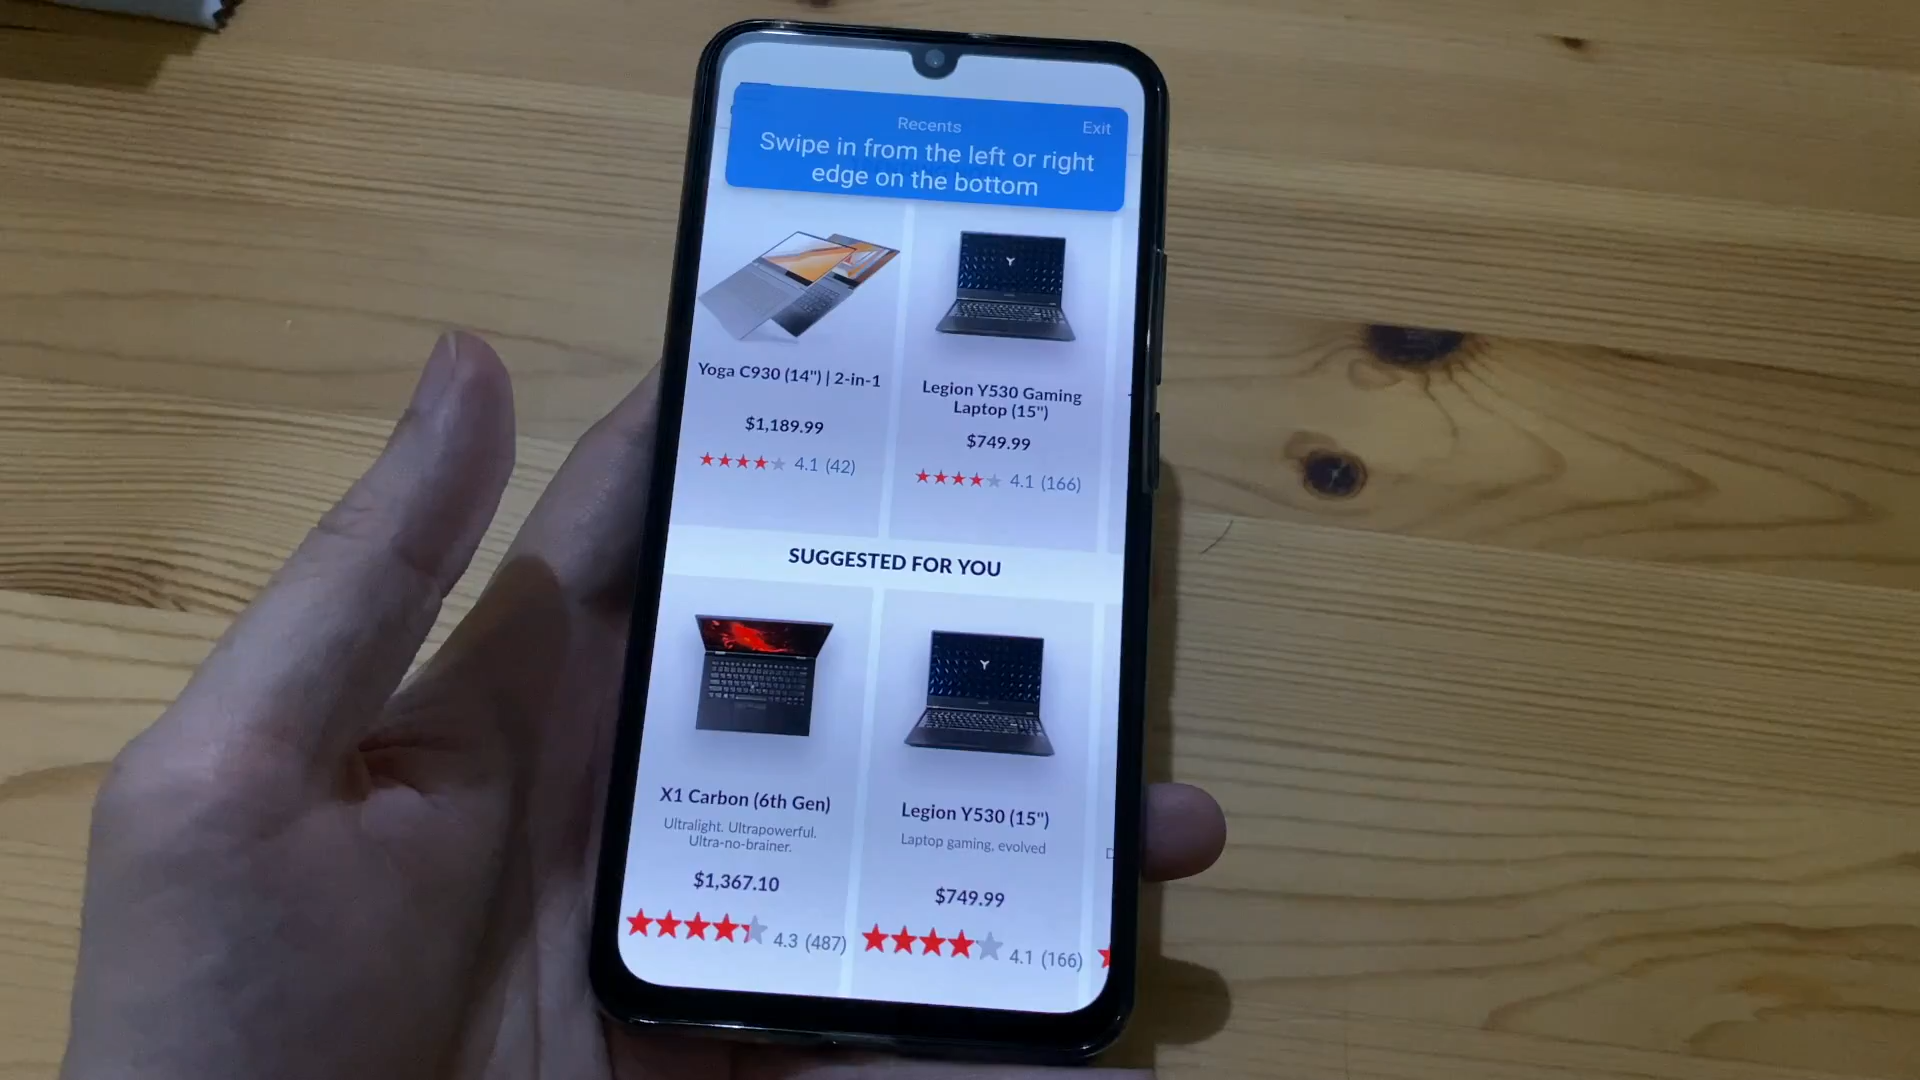 Recents
Exit
Swipe in from the left or right
edge on the bottom
Yoga C930 (14") | 2-in-1
$1,189.99
4.1 (42)
Legion Y530 Gaming
Laptop (15")
$749.99
4.1 (166)
SUGGESTED FOR YOU
X1 Carbon (6th Gen)
Ultralight. Ultrapowerful.
Ultra-no-brainer.
$1,367.10
4.3 (487)
Legion Y530 (15")
Laptop gaming, evolved
$749.99
4.1 (166)